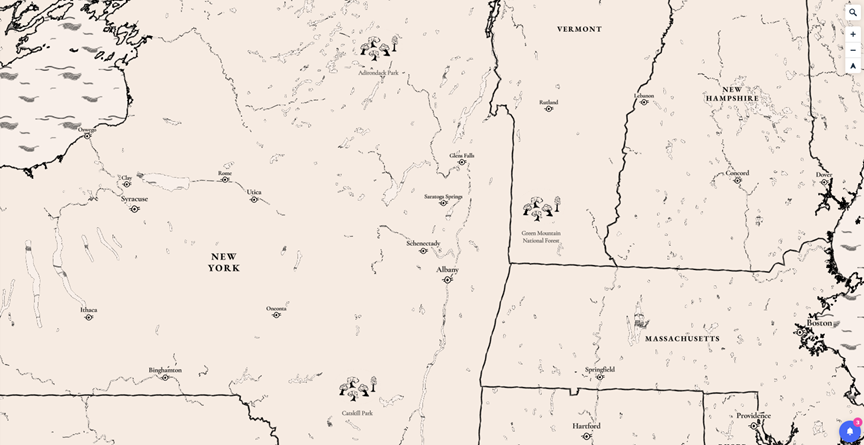 VERMONT
Adirondack Park
NEW
HAMPSHIRE
Lebanon
Rutland
Oswego
Glens Falls
Rome
Clay
Concord
Dover
Utica
Syracuse
Saratoga Springs
Green Mountain
National Forest
Schenectady
NEW
YORK
Albany
Ithaca
Oneonta
Boston
MASSACHUSETTS
Binghamton
Springfield
Catskill Park
Providence
Hartford